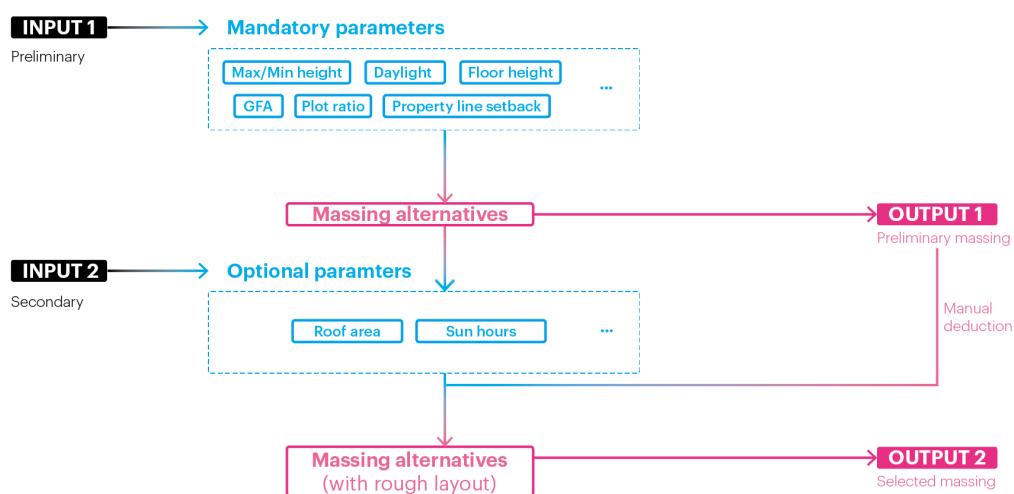 INPUT 1
Mandatory parameters
Preliminary
Max/Min height
Daylight
Floor height
...
GFA
Plot ratio
Property line setback
Massing alternatives
OUTPUT 1
Preliminary massing
INPUT 2
Optional paramters
Secondary
Roof area
Sun hours
...
Manual
deduction
Massing alternatives
(with rough layout)
OUTPUT 2
Selected massing